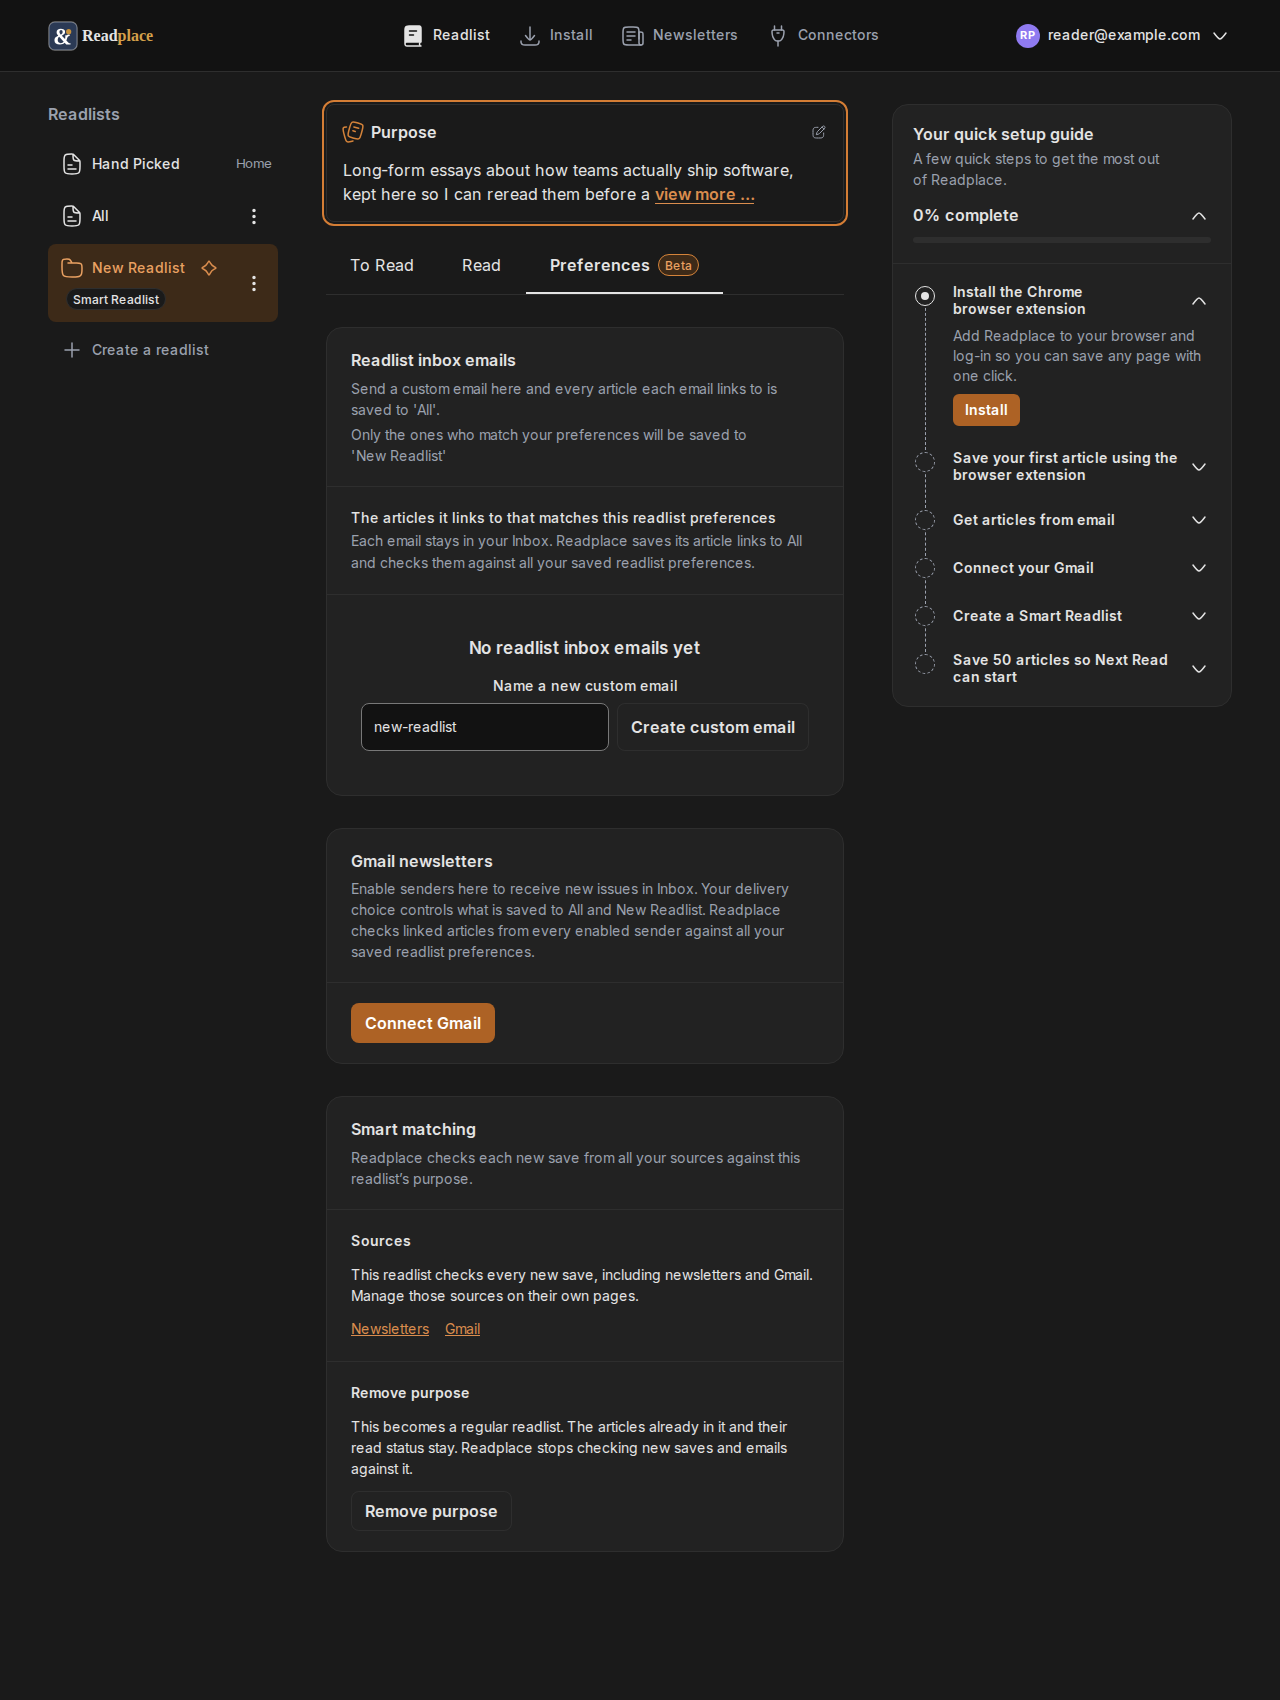 & Readplace
Readlist
Install
Newsletters
Connectors
RP
reader@example.com
Readlists
Hand Picked
Home
All
New Readlist
Smart Readlist
Create a readlist
Purpose
Long-form essays about how teams actually ship software,
kept here so I can reread them before a view more ...
To Read
Read
Preferences
Beta
Readlist inbox emails
Send a custom email here and every article each email links to is
saved to 'All'.
Only the ones who match your preferences will be saved to
'New Readlist'
The articles it links to that matches this readlist preferences
Each email stays in your Inbox. Readplace saves its article links to All
and checks them against all your saved readlist preferences.
No readlist inbox emails yet
Name a new custom email
new-readlist
Create custom email
Gmail newsletters
Enable senders here to receive new issues in Inbox. Your delivery
choice controls what is saved to All and New Readlist. Readplace
checks linked articles from every enabled sender against all your
saved readlist preferences.
Connect Gmail
Smart matching
Readplace checks each new save from all your sources against this
readlist’s purpose.
Sources
This readlist checks every new save, including newsletters and Gmail.
Manage those sources on their own pages.
Newsletters
Gmail
Remove purpose
This becomes a regular readlist. The articles already in it and their
read status stay. Readplace stops checking new saves and emails
against it.
Remove purpose
Your quick setup guide
A few quick steps to get the most out
of Readplace.
0% complete
Install the Chrome
browser extension
Add Readplace to your browser and
log-in so you can save any page with
one click.
Install
Save your first article using the
browser extension
Get articles from email
Connect your Gmail
Create a Smart Readlist
Save 50 articles so Next Read
can start